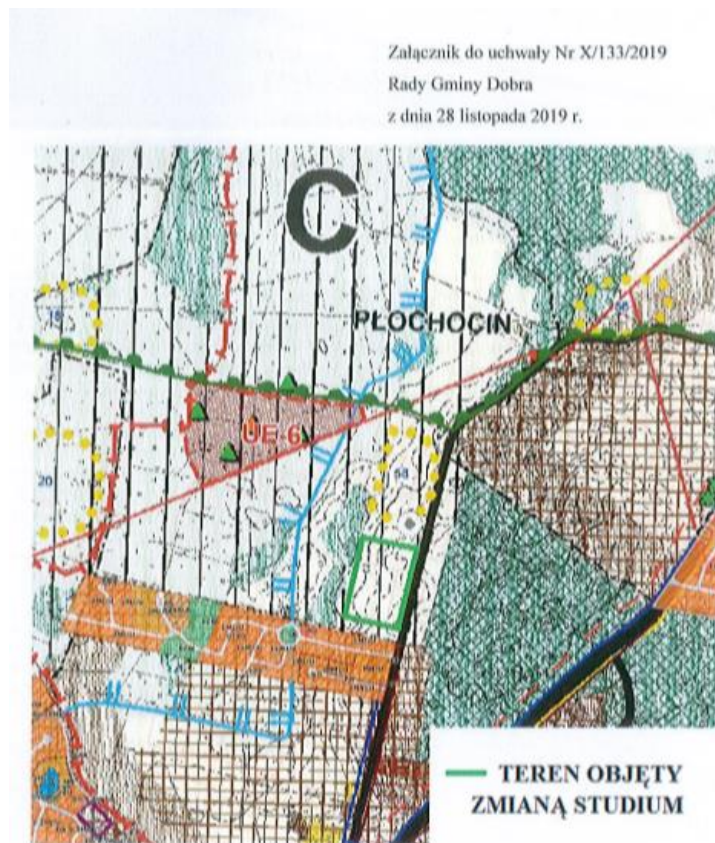 Załącznik do uchwały Nr X/133/2019
Rady Gminy Dobra
z dnia 28 listopada 2019 r.
C
PŁOCHOCIN
UE 6
20
TEREN OBJĘTY
ZMIANĄ STUDIUM